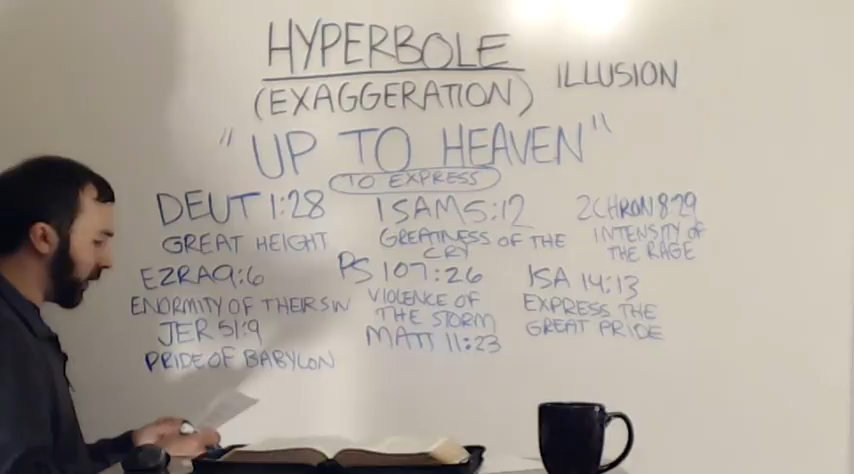 HYPERBOLE
(EXAGGERATION) ILLUSION
"UP TO HEAVEN"
TO EXPRESS
DEUT 1:28 1 SAM 5:12 2 CHRON 8:29
GREAT HEIGHT GREATNESS OF THE CRY INTENSITY OF THE RAGE
EZRA 9:6 PS 107:26 ISA 14:13
ENORMITY OF THEIR SIN VIOLENCE OF THE STORM EXPRESS THE GREAT PRIDE
JER 51:9 MATT 11:23
PRIDE OF BABYLON